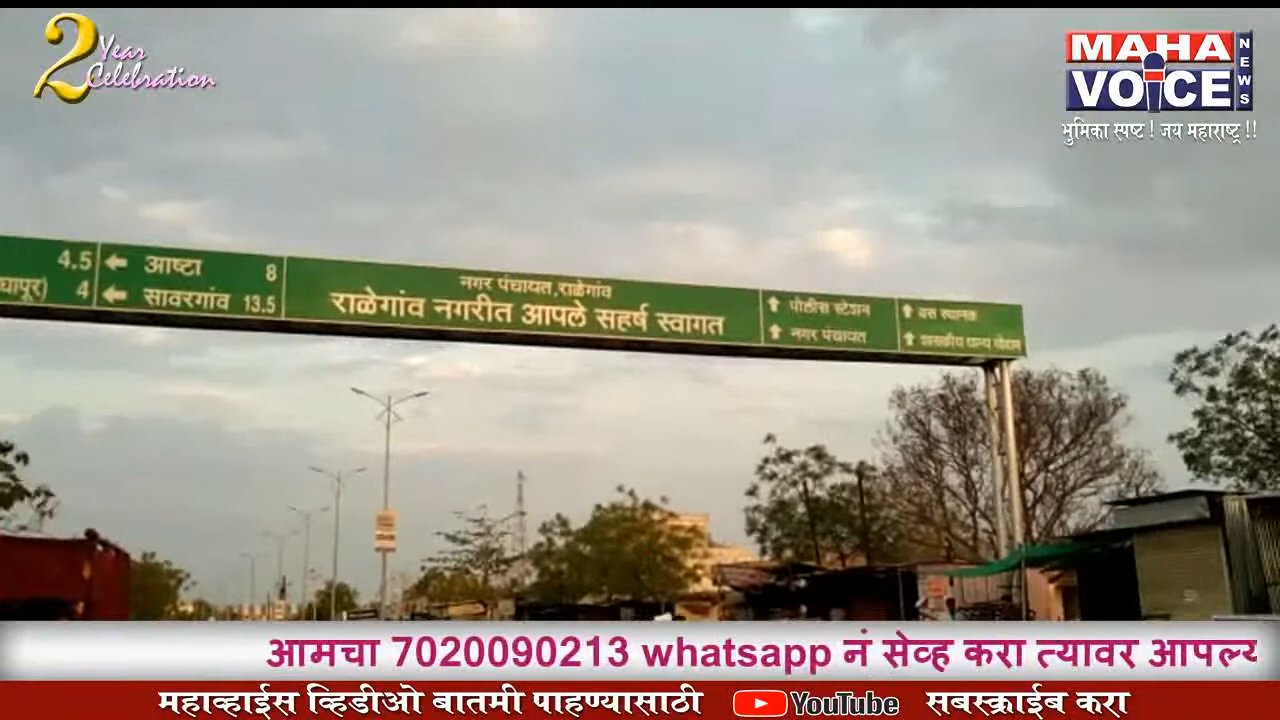 2 Year
Celebration
MAHA
VOICE
NEWS
भुमिका स्पष्ट ! जय महाराष्ट्र !!
4.5
4
← आष्टा 8
← सावरगांव 13.5
नगर पंचायत,राळेगांव
राळेगांव नगरीत आपले सहर्ष स्वागत
↑ पोलीस स्टेशन
↑ नगर पंचायत
↑ बस स्थानक
↑ शासकीय धान्य गोदाम
आमचा 7020090213 whatsapp नं सेव्ह करा त्यावर आपल्य
महाव्हाईस व्हिडीओ बातमी पाहण्यासाठी YouTube सबस्क्राईब करा